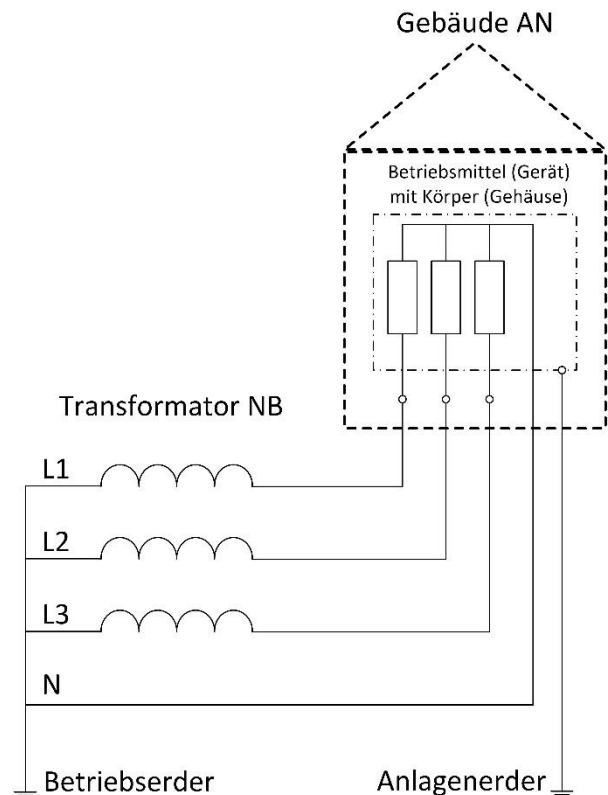 Gebäude AN
Betriebsmittel (Gerät)
mit Körper (Gehäuse)
Transformator NB
L1
L2
L3
N
Betriebserder
Anlagenerder